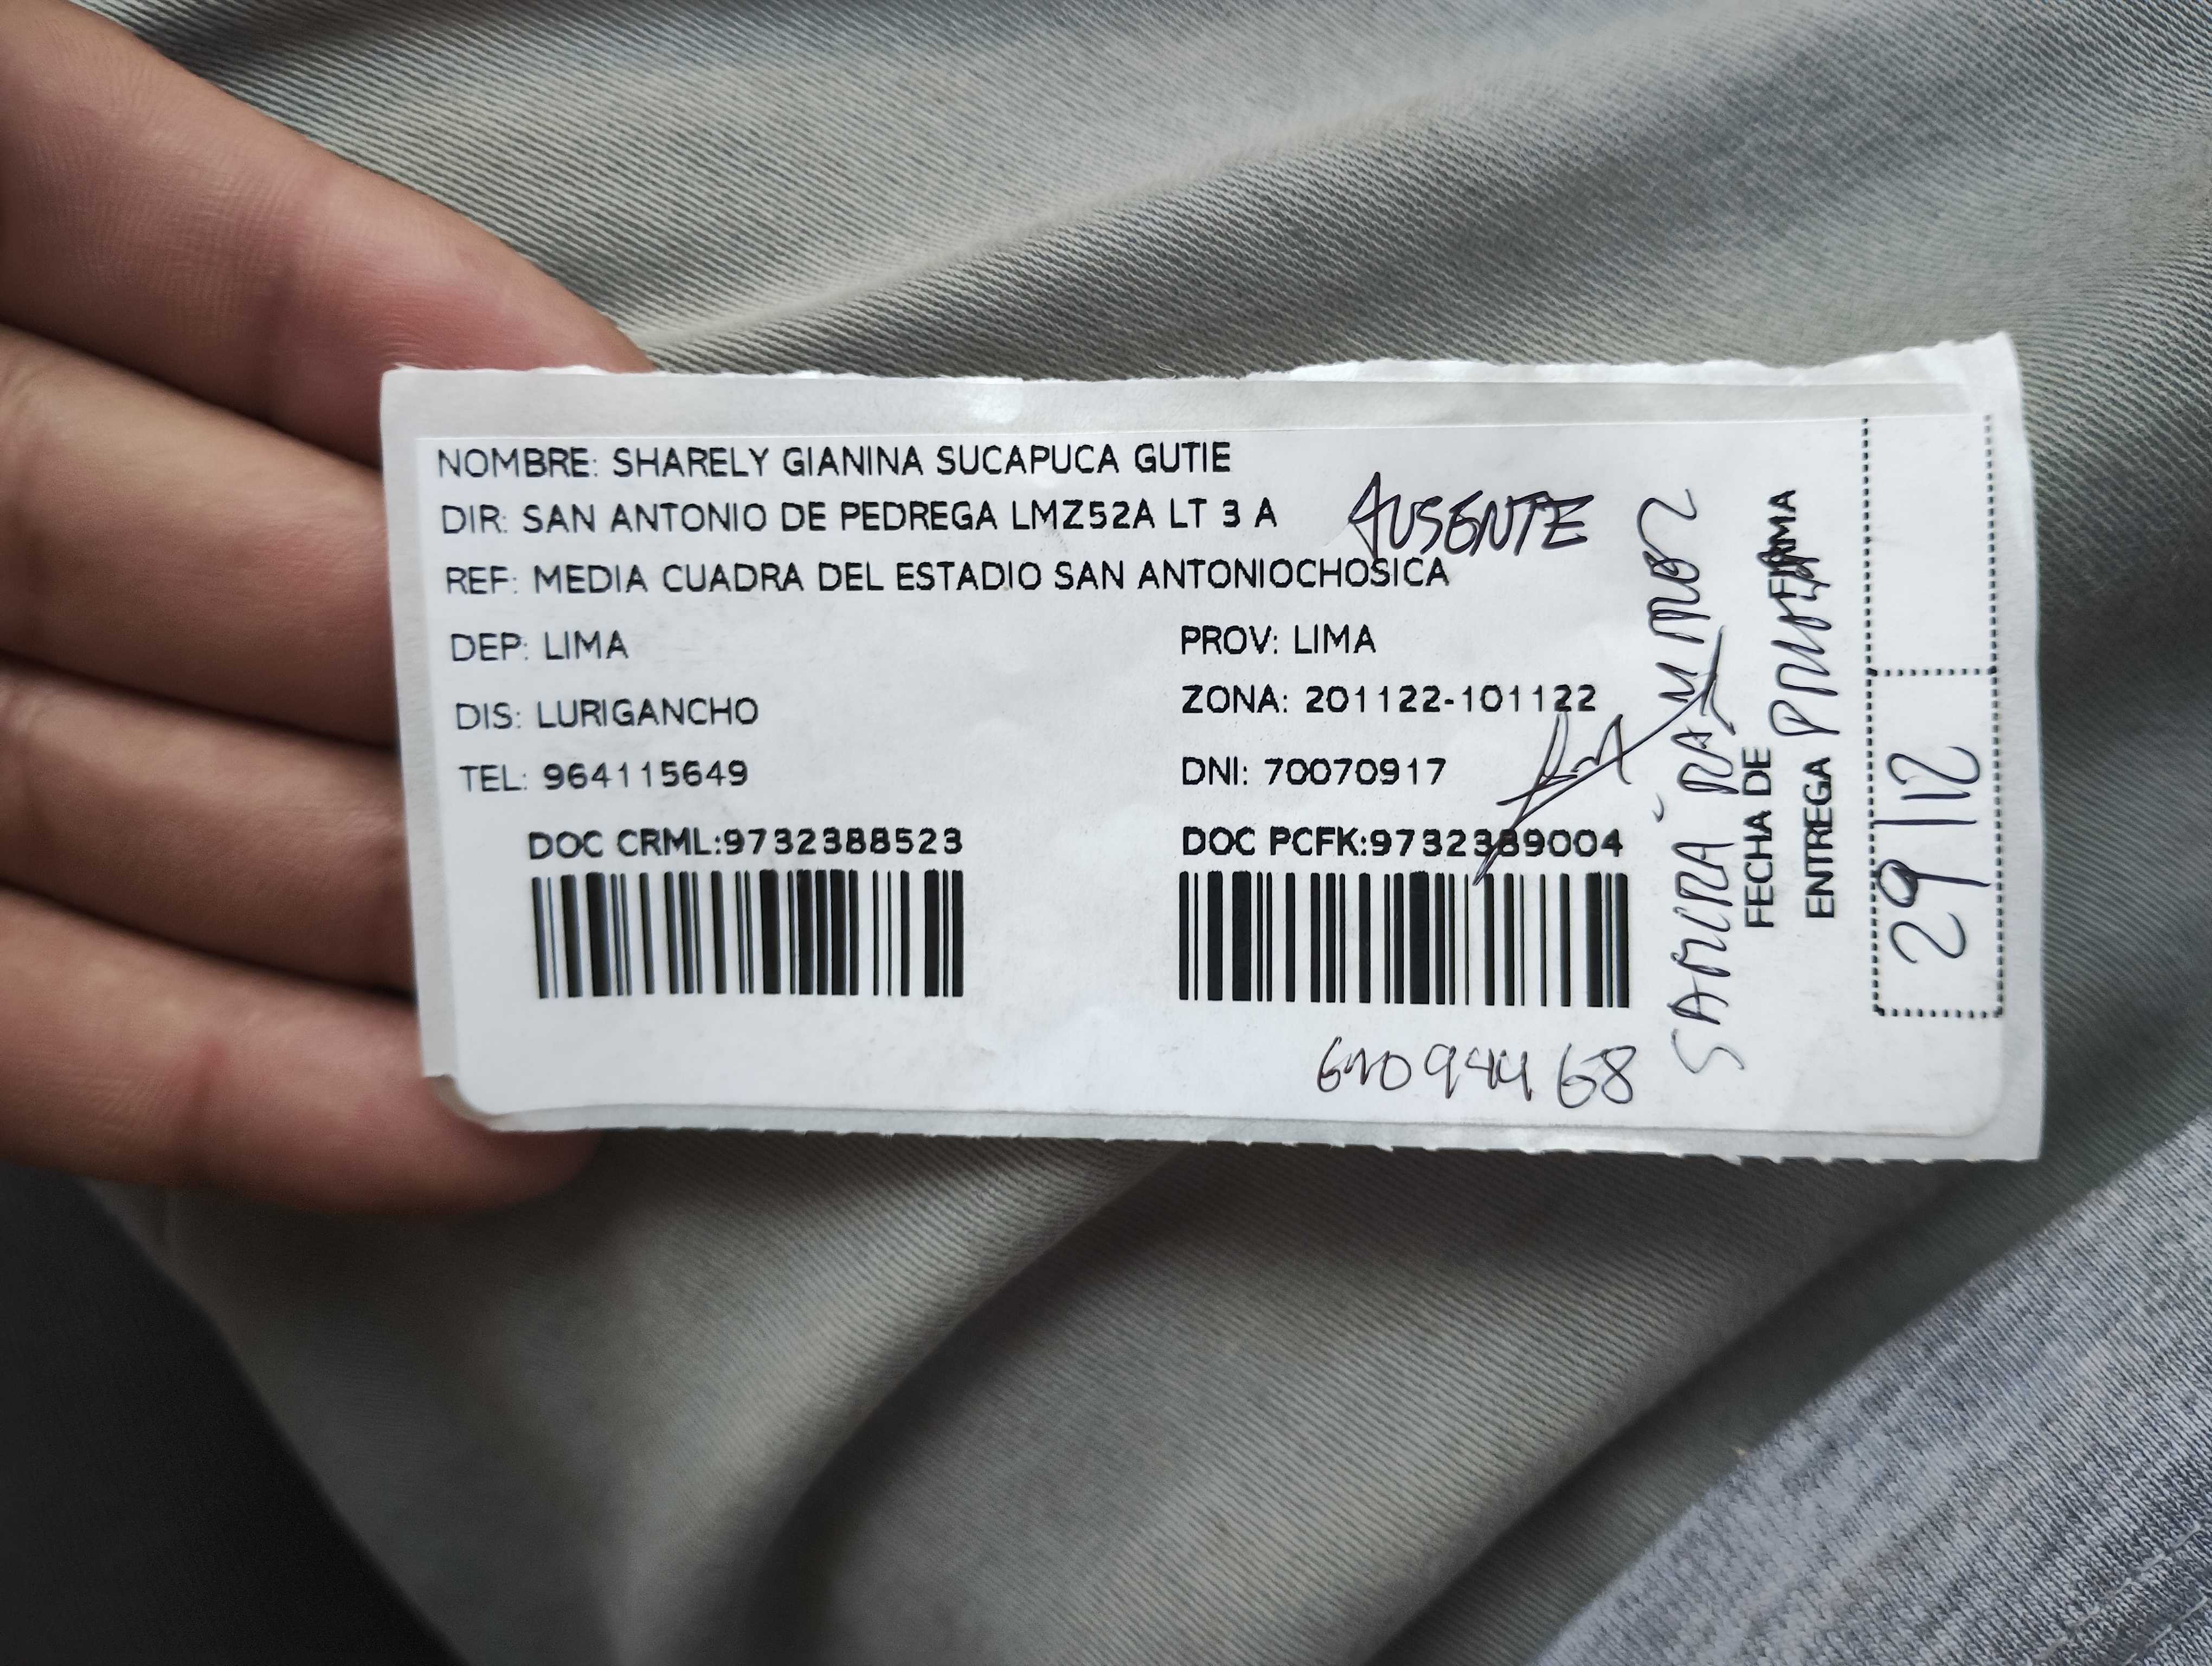 NOMBRE: SHARELY GIANINA SUCAPUCA GUTIE
DIR: SAN ANTONIO DE PEDREGA LMZ52A LT 3 A
AUSENTE
REF: MEDIA CUADRA DEL ESTADIO SAN ANTONIOCHOSICA
DEP: LIMA
PROV: LIMA
DIS: LURIGANCHO
ZONA: 201122-101122
TEL: 964115649
DNI: 70070917
DOC CRML:9732388523
DOC PCFK:9732389004
FECHA DE
ENTREGA
FIRMA
29/12